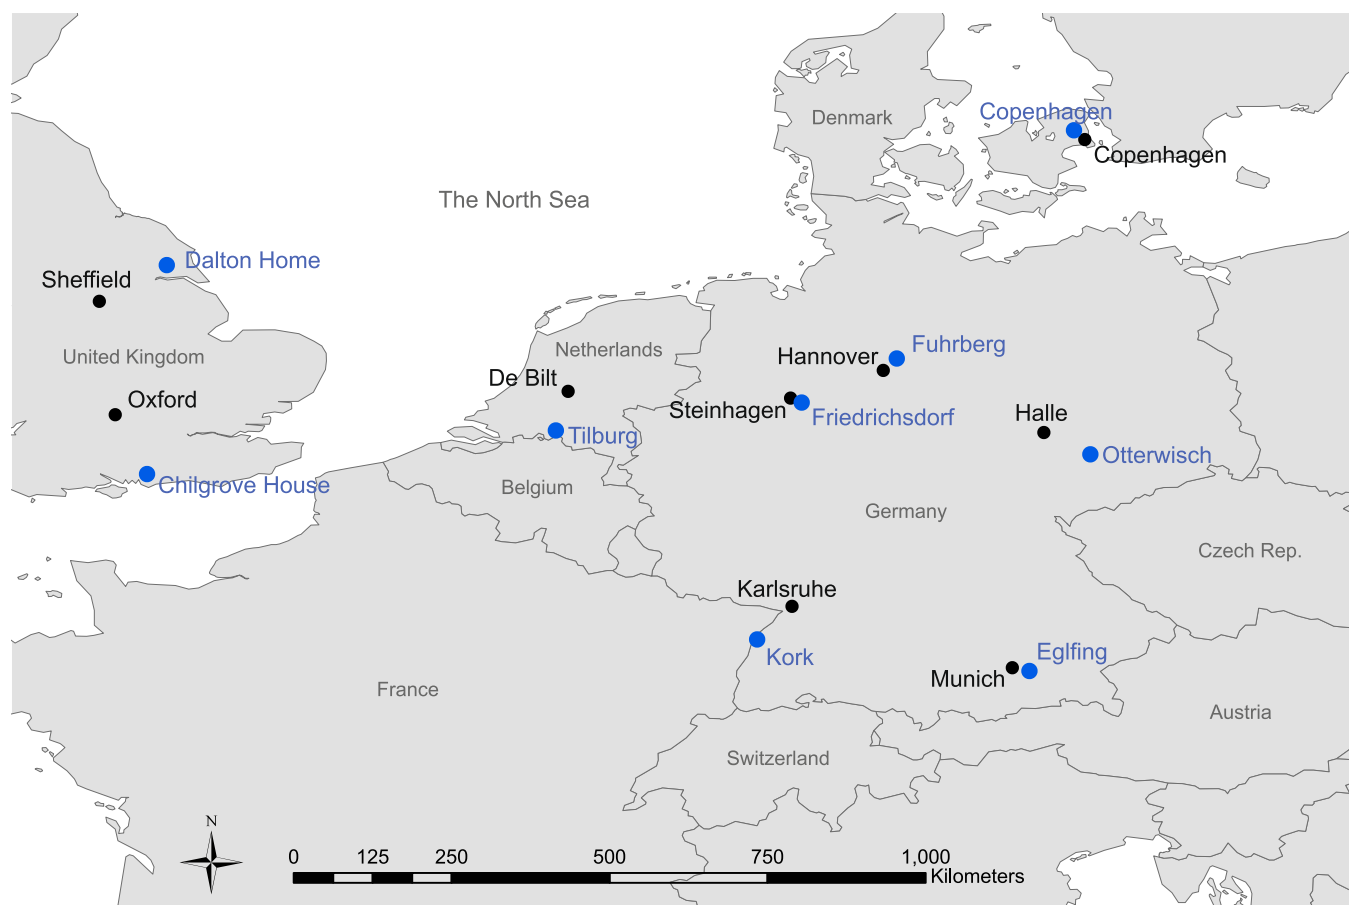 Copenhagen
Denmark
Copenhagen
The North Sea
Dalton Home
Sheffield
Fuhrberg
Netherlands
United Kingdom
Hannover
De Bilt
Oxford
Steinhagen
Friedrichsdorf
Halle
Tilburg
Otterwisch
Chilgrove House
Belgium
Germany
Czech Rep.
Karlsruhe
Kork
Eglfing
Munich
France
Austria
Switzerland
N
0 125 250 500 750 1,000
Kilometers